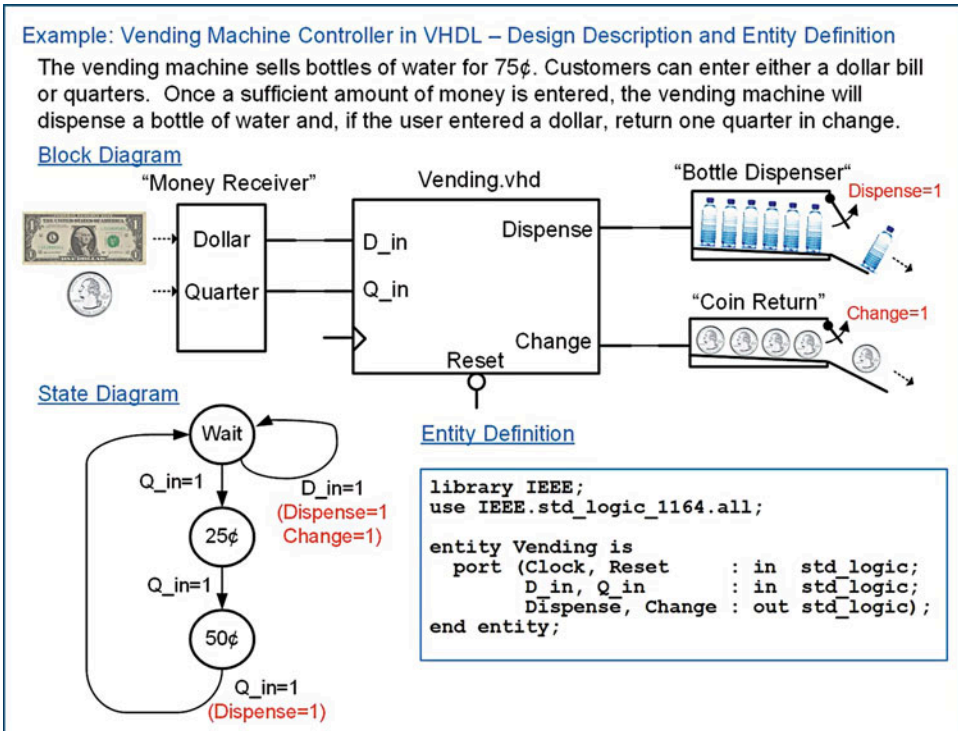 Example: Vending Machine Controller in VHDL – Design Description and Entity Definition
The vending machine sells bottles of water for 75¢. Customers can enter either a dollar bill
or quarters. Once a sufficient amount of money is entered, the vending machine will
dispense a bottle of water and, if the user entered a dollar, return one quarter in change.
Block Diagram
“Money Receiver”
Vending.vhd
“Bottle Dispenser“
Dispense=1
Dollar
D_in
Dispense
Quarter
Q_in
“Coin Return”
Change=1
Change
Reset
State Diagram
Wait
Q_in=1
D_in=1
(Dispense=1
Change=1)
25¢
Q_in=1
50¢
Q_in=1
(Dispense=1)
Entity Definition
library IEEE;
use IEEE.std_logic_1164.all;
entity Vending is
port (Clock, Reset : in std_logic;
D_in, Q_in : in std_logic;
Dispense, Change : out std_logic);
end entity;